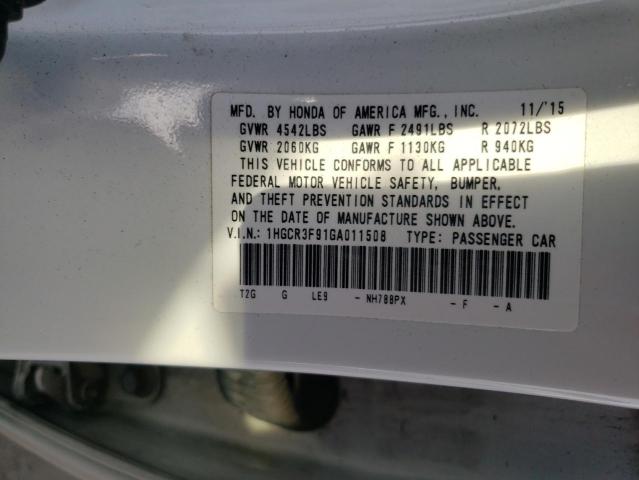 MFD. BY HONDA OF AMERICA MFG., INC. 11/'15
GVWR 4542LBS GAWR F 2491LBS R 2072LBS
GVWR 2060KG GAWR F 1130KG R 940KG
THIS VEHICLE CONFORMS TO ALL APPLICABLE
FEDERAL MOTOR VEHICLE SAFETY, BUMPER,
AND THEFT PREVENTION STANDARDS IN EFFECT
ON THE DATE OF MANUFACTURE SHOWN ABOVE.
V.I.N.: 1HGCR3F91GA011508 TYPE: PASSENGER CAR
T2G G LE9 - NH788PX - F - A